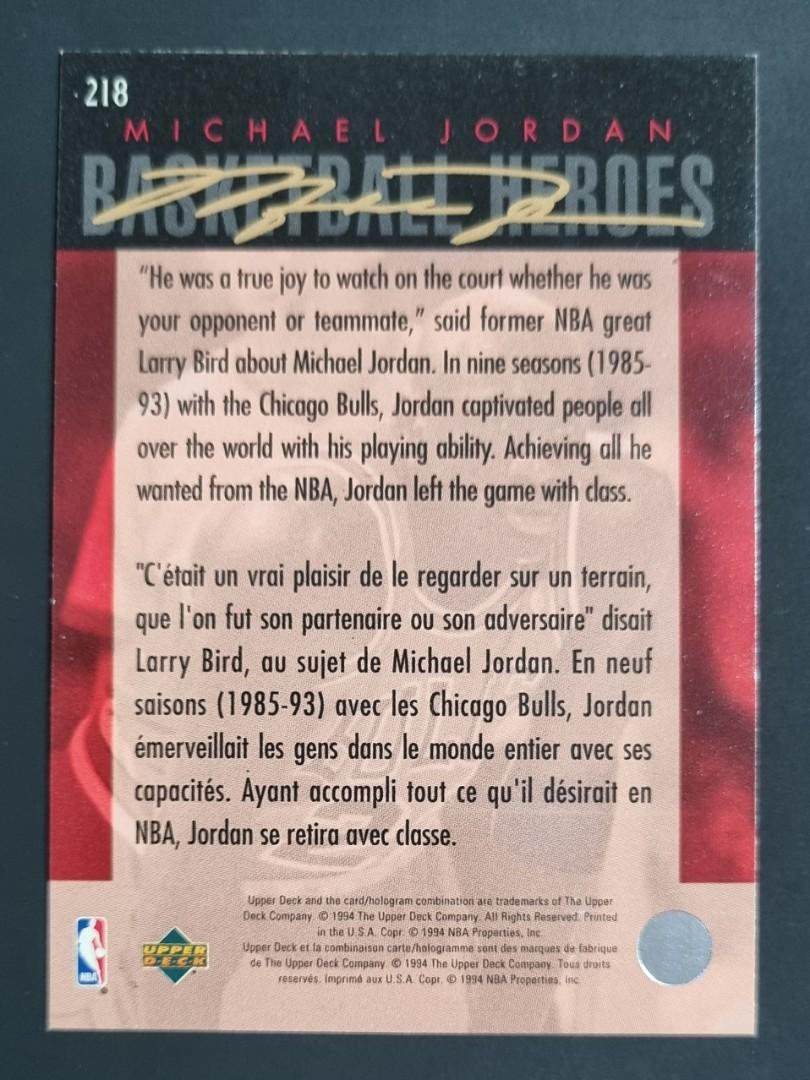 218
MICHAEL JORDAN
BASKETBALL HEROES
"He was a true joy to watch on the court whether he was
your opponent or teammate," said former NBA great
Larry Bird about Michael Jordan. In nine seasons (1985-
93) with the Chicago Bulls, Jordan captivated people all
over the world with his playing ability. Achieving all he
wanted from the NBA, Jordan left the game with class.
"C'était un vrai plaisir de le regarder sur un terrain,
que l'on fut son partenaire ou son adversaire" disait
Larry Bird, au sujet de Michael Jordan. En neuf
saisons (1985-93) avec les Chicago Bulls, Jordan
émerveillait les gens dans le monde entier avec ses
capacités. Ayant accompli tout ce qu'il désirait en
NBA, Jordan se retira avec classe.
Upper Deck and the card/hologram combination are trademarks of The Upper
Deck Company. © 1994 The Upper Deck Company. All Rights Reserved. Printed
in the U.S.A. Copr. © 1994 NBA Properties, Inc.
Upper Deck et la combinaison carte/hologramme sont des marques de fabrique
de The Upper Deck Company. © 1994 The Upper Deck Company. Tous droits
reservés. Imprimé aux U.S.A. Copr. © 1994 NBA Properties, Inc.
NBA
UPPER
D·E·C·K